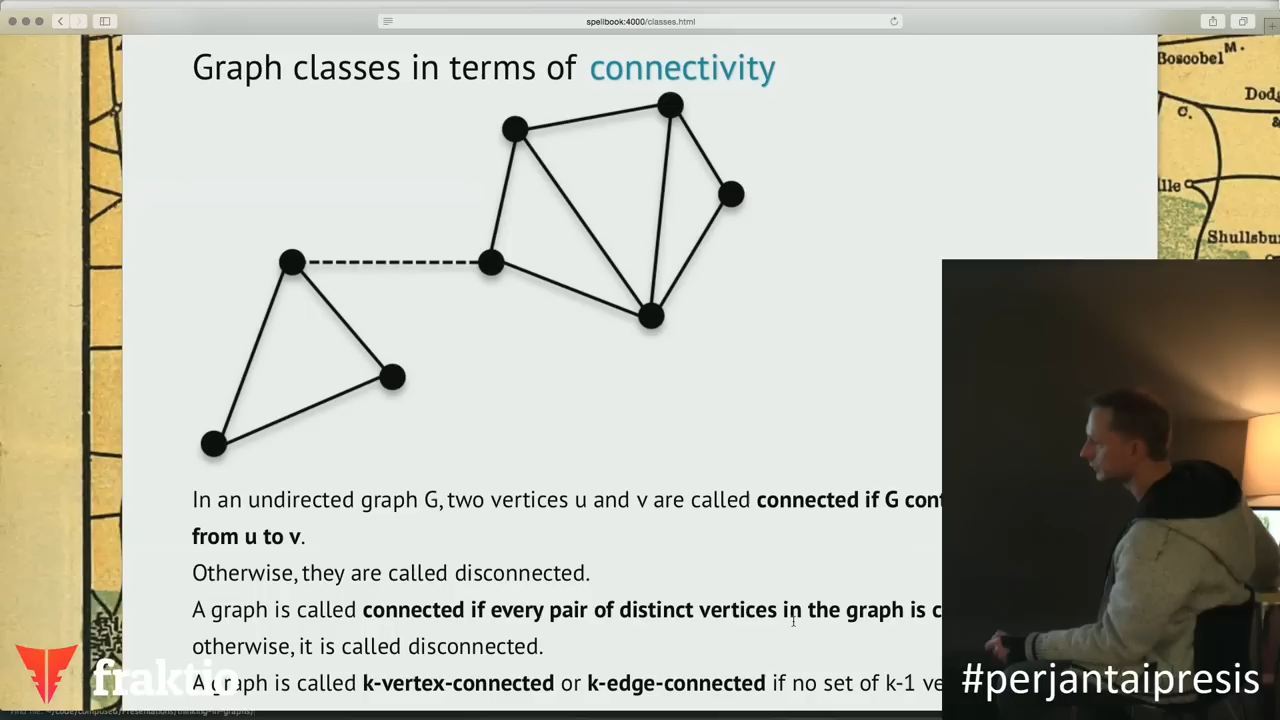 spellbook:4000/classes.html
Graph classes in terms of connectivity
Boscobel M.
Dod
C.
&
lle
Shullsbu
In an undirected graph G, two vertices u and v are called connected if G con
from u to v.
Otherwise, they are called disconnected.
A graph is called connected if every pair of distinct vertices in the graph is c
otherwise, it is called disconnected.
A graph is called k-vertex-connected or k-edge-connected if no set of k-1 ve
fraktio
#perjantaipresis